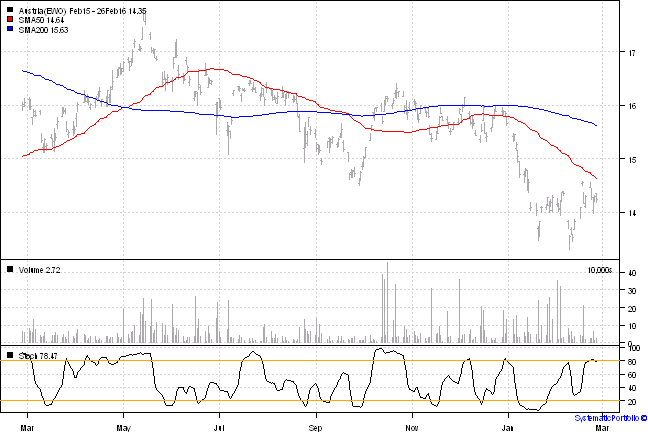 Austria(EWO) Feb15 - 26Feb16 14.35
SMA50 14.64
SMA200 15.63
17
16
15
14
Volume 2.72
10,000s
40
30
20
10
0
Stoch 78.47
100
80
60
40
20
Mar May Jul Sep Nov Jan Mar
SystematicPortfolio ©